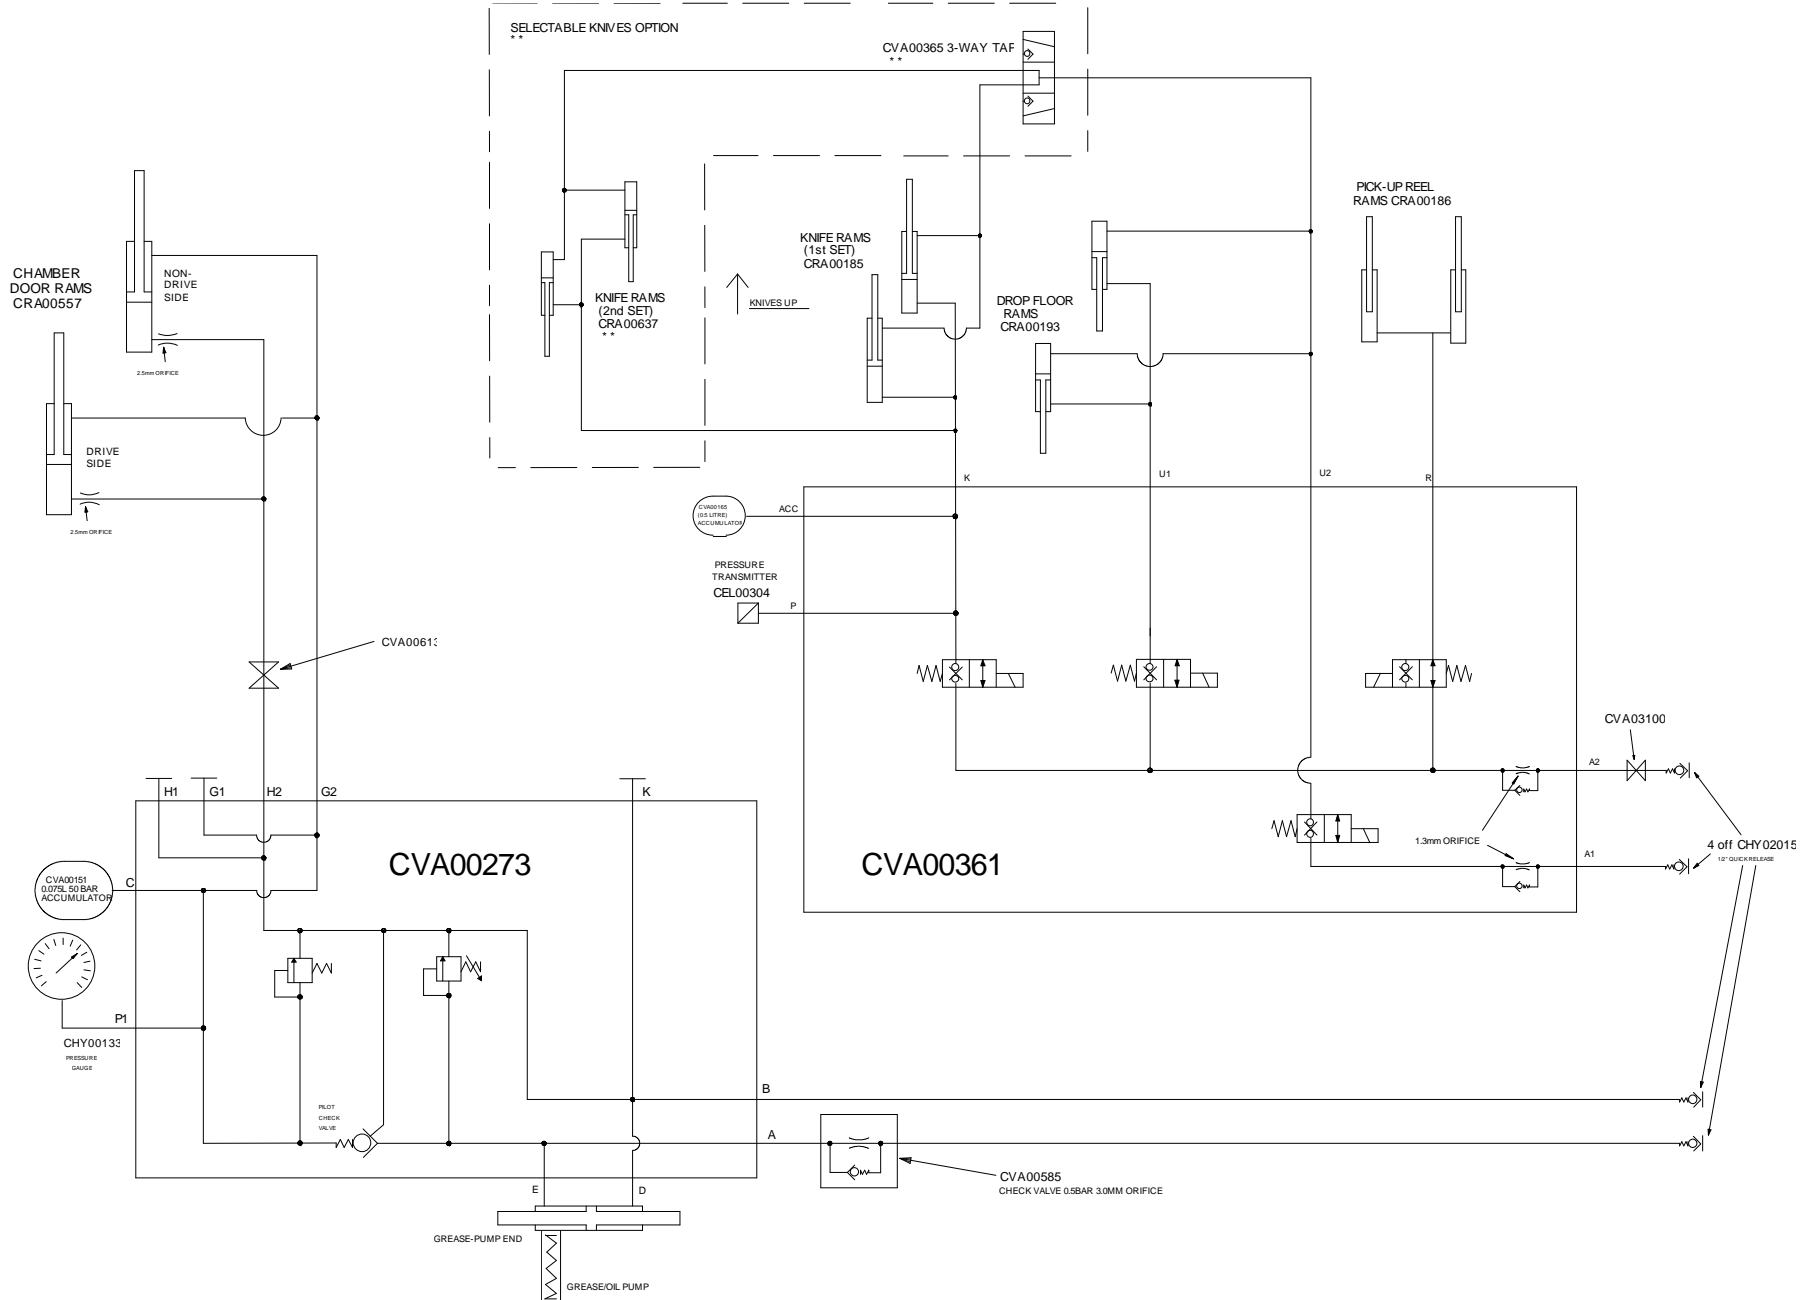 SELECTABLE KNIVES OPTION
* *
CVA00365 3-WAY TAP
* *
CHAMBER
DOOR RAMS
CRA00557
NON-
DRIVE
SIDE
2.5mm ORIFICE
DRIVE
SIDE
2.5mm ORIFICE
KNIFE RAMS
(2nd SET)
CRA00637
* *
KNIVES UP
KNIFE RAMS
(1st SET)
CRA00185
DROP FLOOR
RAMS
CRA00193
PICK-UP REEL
RAMS CRA00186
K
U1
U2
R
CVA00165
(0.5 LITRE)
ACCUMULATOR
ACC
PRESSURE
TRANSMITTER
CEL00304
P
CVA00613
CVA03100
A2
H1
G1
H2
G2
K
CVA00273
CVA00361
1.3mm ORIFICE
A1
4 off CHY02015
1/2" QUICK RELEASE
CVA00151
0.075L 50 BAR
ACCUMULATOR
C
P1
CHY00133
PRESSURE
GAUGE
PILOT
CHECK
VALVE
B
A
CVA00585
CHECK VALVE 0.5BAR 3.0MM ORIFICE
E
D
GREASE-PUMP END
GREASE/OIL PUMP